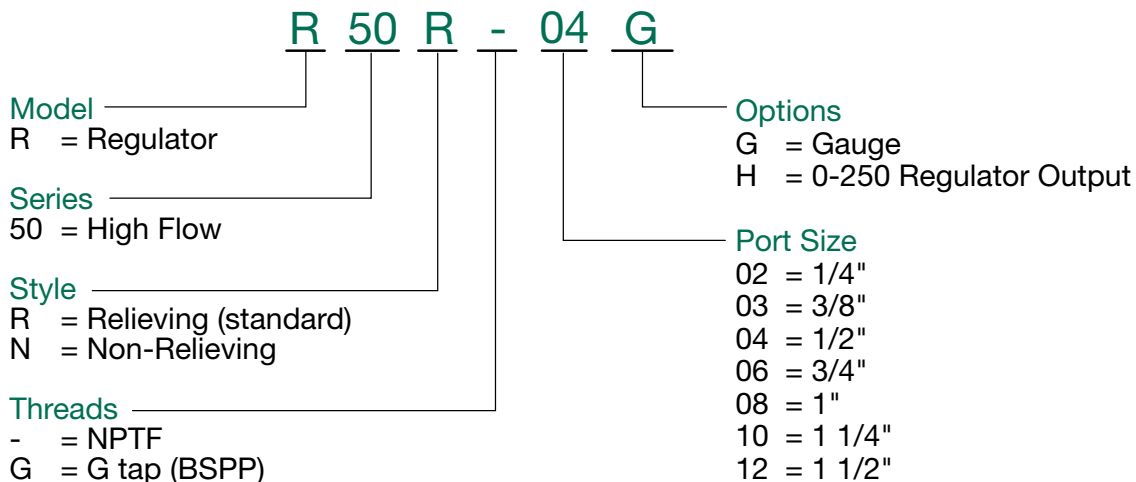 R 50 R - 04 G
Model
R = Regulator
Series
50 = High Flow
Style
R = Relieving (standard)
N = Non-Relieving
Threads
- = NPTF
G = G tap (BSPP)
Options
G = Gauge
H = 0-250 Regulator Output
Port Size
02 = 1/4"
03 = 3/8"
04 = 1/2"
06 = 3/4"
08 = 1"
10 = 1 1/4"
12 = 1 1/2"